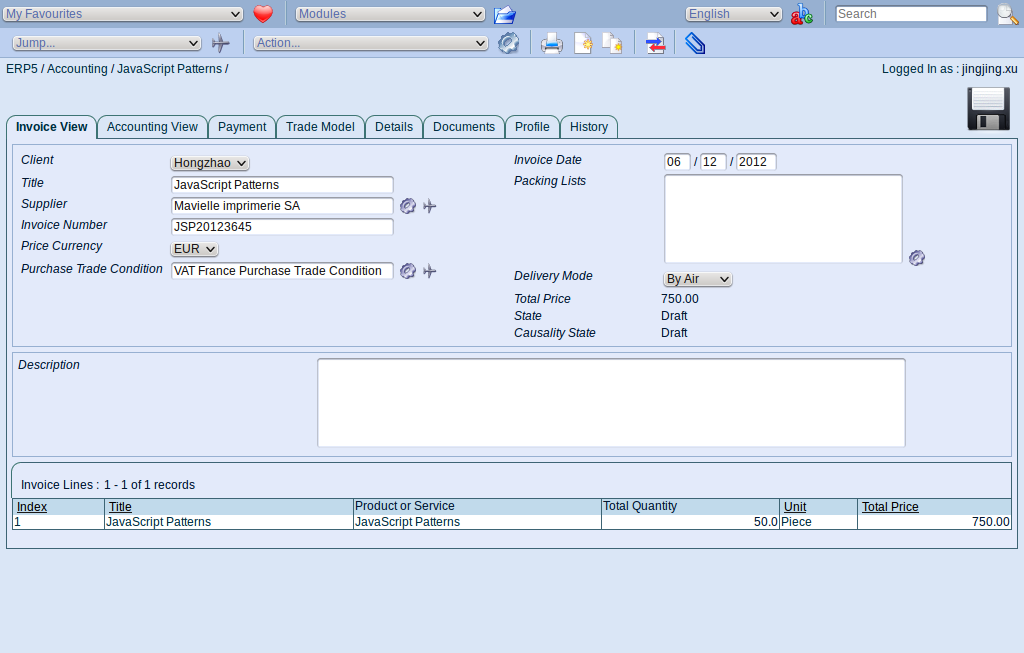 My Favourites Modules English Search
Jump... Action...
ERP5 / Accounting / JavaScript Patterns / Logged In as : jingjing.xu
Invoice View Accounting View Payment Trade Model Details Documents Profile History
Client Hongzhao
Title JavaScript Patterns
Supplier Mavielle imprimerie SA
Invoice Number JSP20123645
Price Currency EUR
Purchase Trade Condition VAT France Purchase Trade Condition
Invoice Date 06 / 12 / 2012
Packing Lists
Delivery Mode By Air
Total Price 750.00
State Draft
Causality State Draft
Description
Invoice Lines : 1 - 1 of 1 records
Index Title Product or Service Total Quantity Unit Total Price
1 JavaScript Patterns JavaScript Patterns 50.0 Piece 750.00